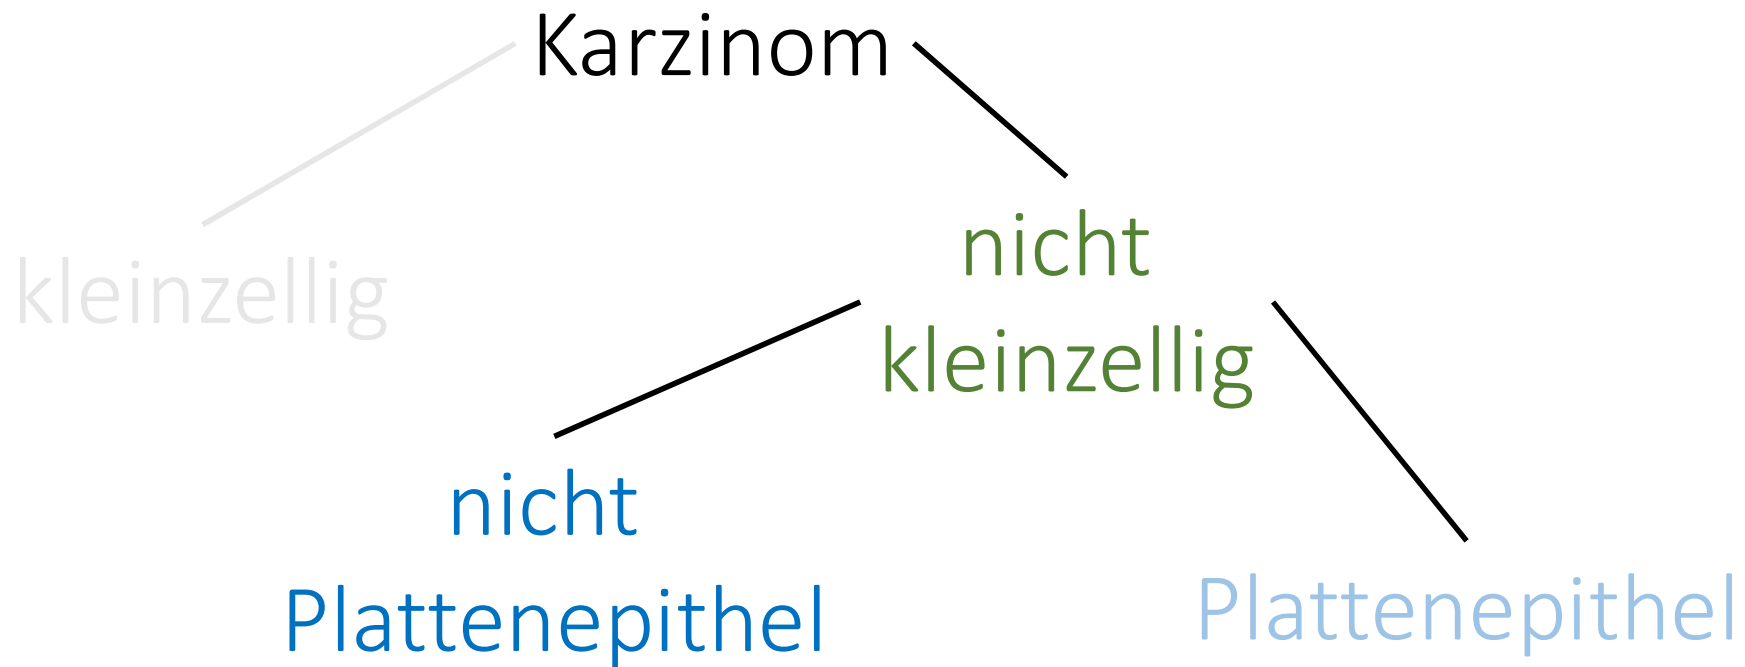 Karzinom
kleinzellig
nicht
kleinzellig
nicht
Plattenepithel
Plattenepithel